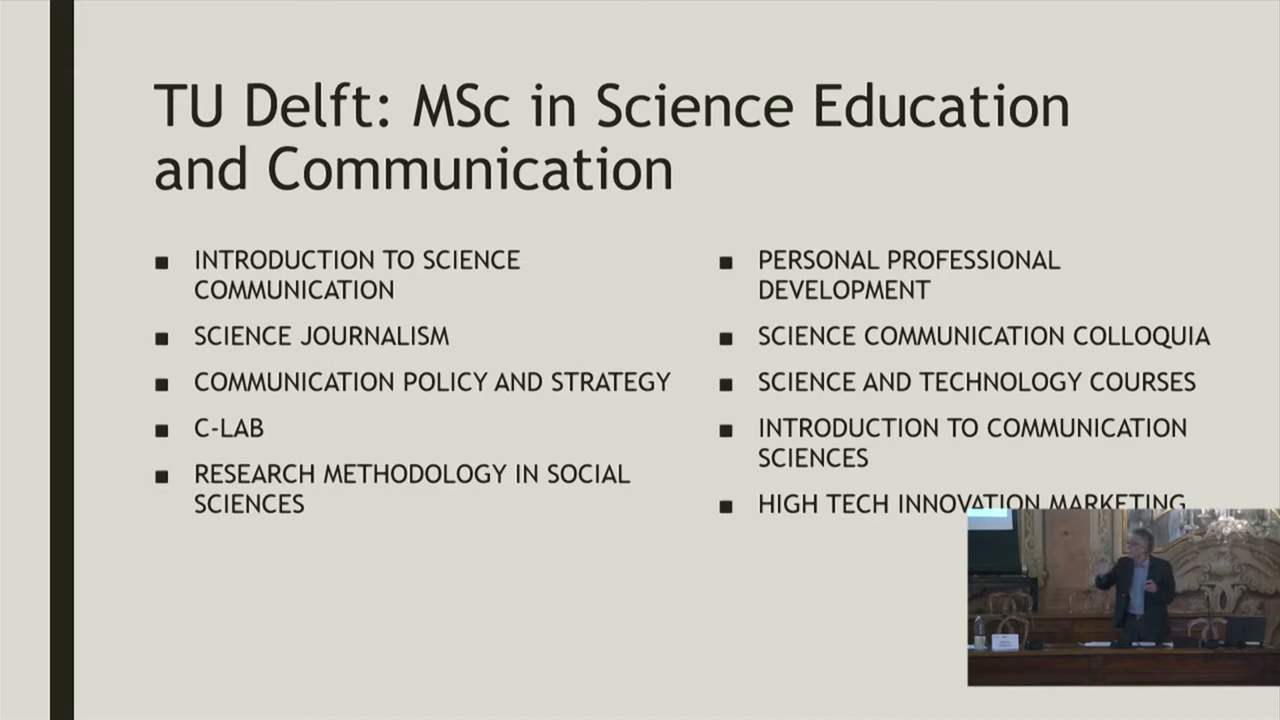 TU Delft: MSc in Science Education
and Communication
■ INTRODUCTION TO SCIENCE
COMMUNICATION
■ SCIENCE JOURNALISM
■ COMMUNICATION POLICY AND STRATEGY
■ C-LAB
■ RESEARCH METHODOLOGY IN SOCIAL
SCIENCES
■ PERSONAL PROFESSIONAL
DEVELOPMENT
■ SCIENCE COMMUNICATION COLLOQUIA
■ SCIENCE AND TECHNOLOGY COURSES
■ INTRODUCTION TO COMMUNICATION
SCIENCES
■ HIGH TECH INNOVATION MARKETING